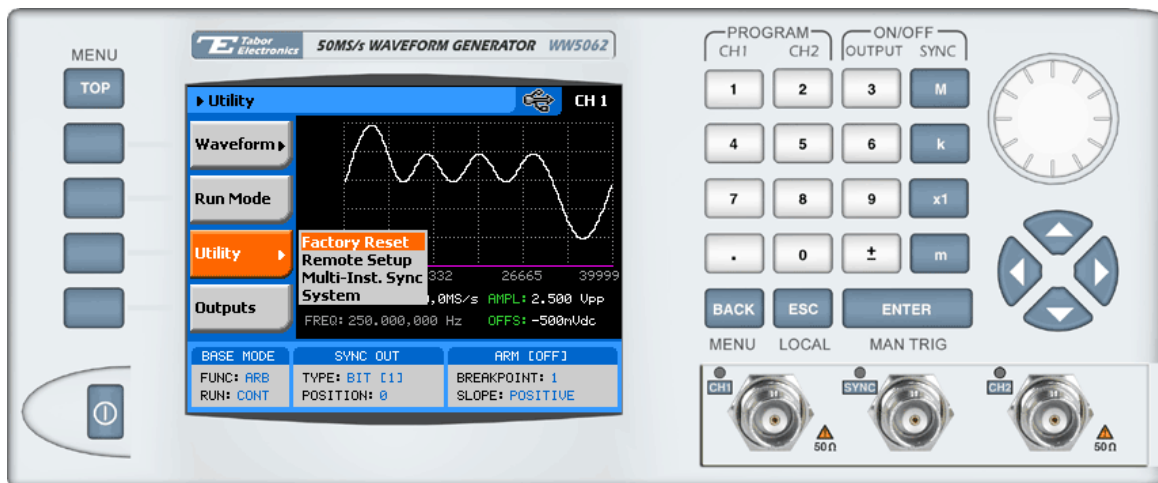 MENU
TOP
Tabor
Electronics
50MS/s WAVEFORM GENERATOR WW5062
Utility
CH 1
Waveform
Run Mode
Utility
Outputs
Factory Reset
Remote Setup
Multi-Inst. Sync
System
332 26665 39999
,0MS/s AMPL: 2.500 Vpp
FREQ: 250.000,000 Hz OFFS: -500mVdc
BASE MODE
FUNC: ARB
RUN: CONT
SYNC OUT
TYPE: BIT [1]
POSITION: 0
ARM [OFF]
BREAKPOINT: 1
SLOPE: POSITIVE
PROGRAM
CH1 CH2
ON/OFF
OUTPUT SYNC
1 2 3 M
4 5 6 k
7 8 9 x1
. 0 ± m
BACK ESC ENTER
MENU LOCAL MAN TRIG
CH1
50Ω
SYNC
CH2
50Ω